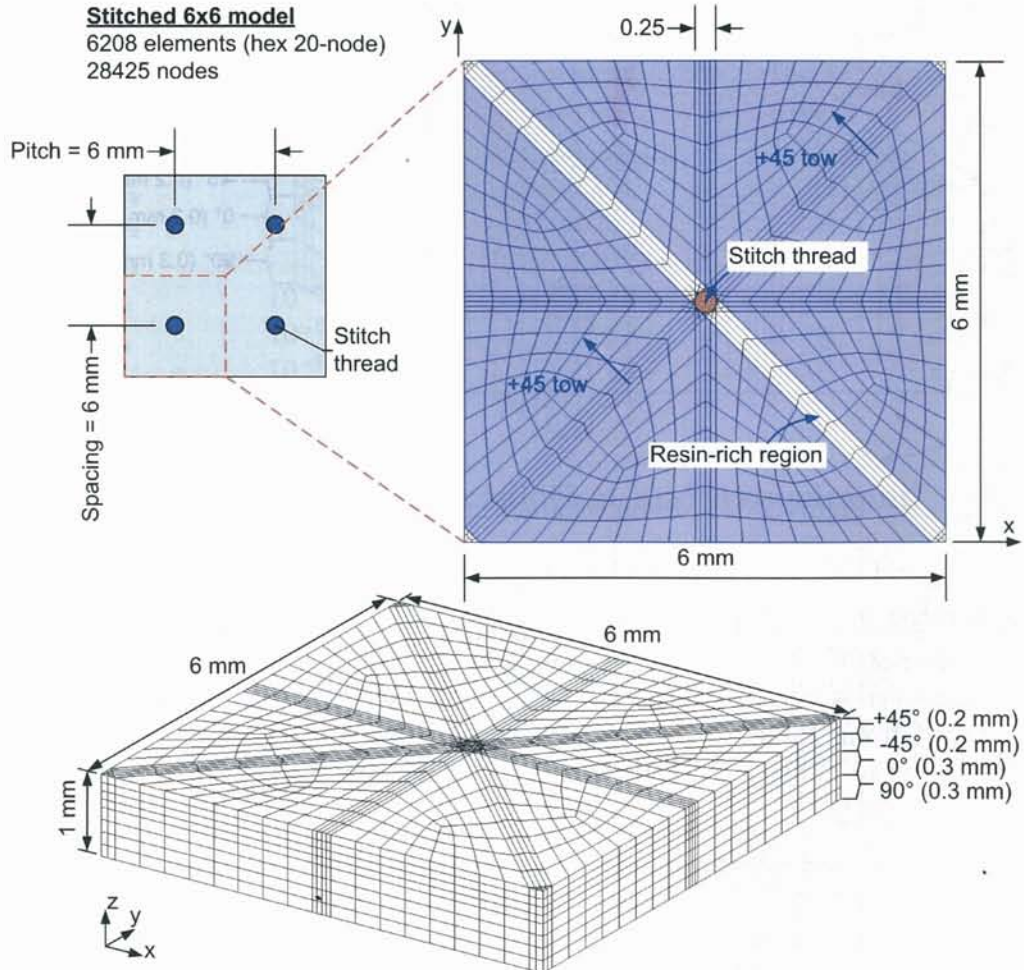 Stitched 6x6 model
6208 elements (hex 20-node)
28425 nodes
y
0.25
Pitch = 6 mm
+45 tow
Stitch thread
6 mm
Stitch
thread
+45 tow
Spacing = 6 mm
Resin-rich region
x
6 mm
6 mm
6 mm
+45° (0.2 mm)
-45° (0.2 mm)
0° (0.3 mm)
90° (0.3 mm)
1 mm
z
y
x